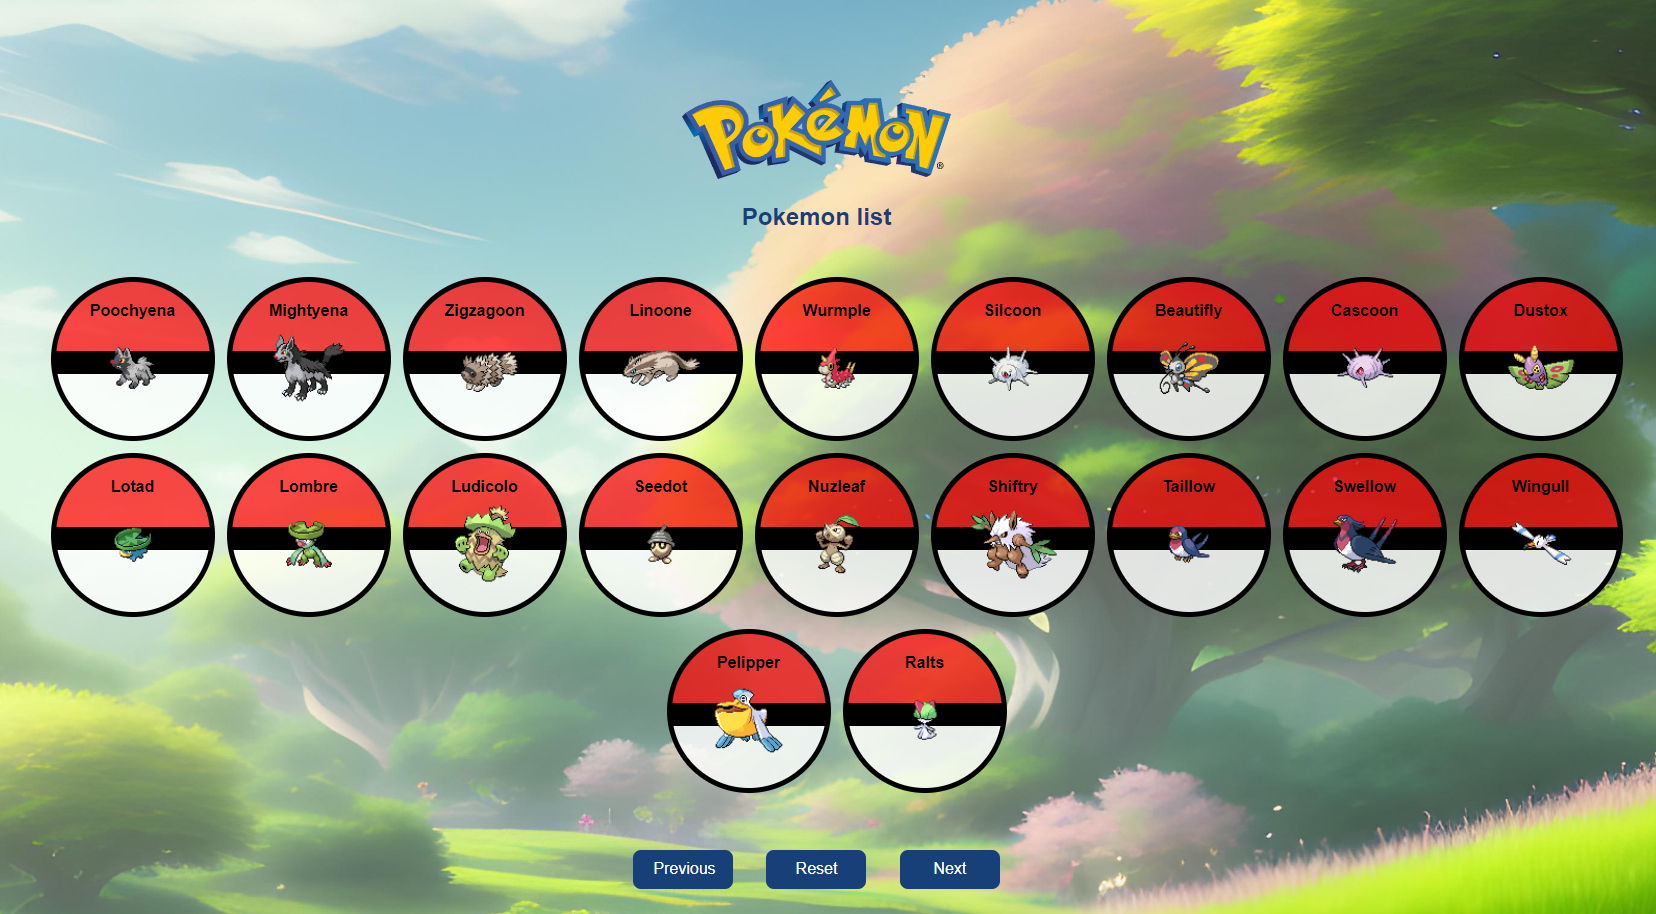 POKéMON
®
Pokemon list
Poochyena
Mightyena
Zigzagoon
Linoone
Wurmple
Silcoon
Beautifly
Cascoon
Dustox
Lotad
Lombre
Ludicolo
Seedot
Nuzleaf
Shiftry
Taillow
Swellow
Wingull
Pelipper
Ralts
Previous
Reset
Next